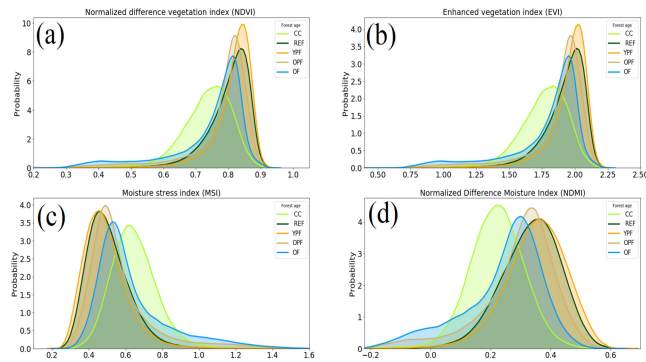 Normalized difference vegetation index (NDVI)
(a)
Probability
10
8
6
4
2
0
0.2 0.3 0.4 0.5 0.6 0.7 0.8 0.9 1.0
Forest age
CC
REF
YPF
OPF
OF
Enhanced vegetation index (EVI)
(b)
Probability
4.0
3.5
3.0
2.5
2.0
1.5
1.0
0.5
0.0
0.50 0.75 1.00 1.25 1.50 1.75 2.00 2.25 2.50
Forest age
CC
REF
YPF
OPF
OF
Moisture stress index (MSI)
(c)
Probability
4.0
3.5
3.0
2.5
2.0
1.5
1.0
0.5
0.0
0.2 0.4 0.6 0.8 1.0 1.2 1.4 1.6
Forest age
CC
REF
YPF
OPF
OF
Normalized Difference Moisture Index (NDMI)
(d)
Probability
4
3
2
1
0
−0.2 0.0 0.2 0.4 0.6
Forest age
CC
REF
YPF
OPF
OF